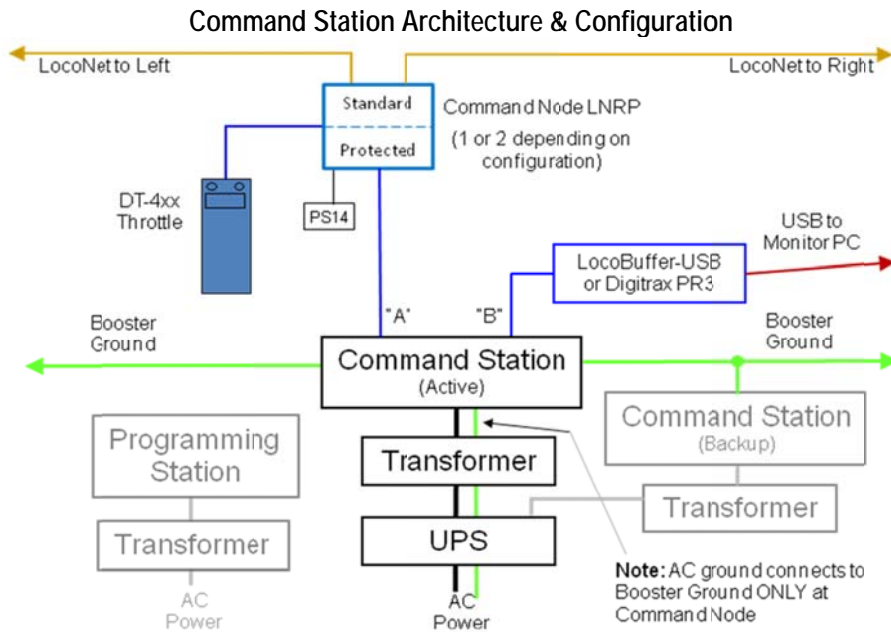 Command Station Architecture & Configuration
LocoNet to Left
LocoNet to Right
Standard
Protected
Command Node LNRP
(1 or 2 depending on
configuration)
DT-4xx
Throttle
PS14
USB to
Monitor PC
LocoBuffer-USB
or Digitrax PR3
"A'
"B"
Booster
Ground
Booster
Ground
Command Station
(Active)
Command Station
(Backup)
Programming
Station
Transformer
Transformer
Transformer
UPS
AC
Power
AC
Power
Note: AC ground connects to
Booster Ground ONLY at
Command Node